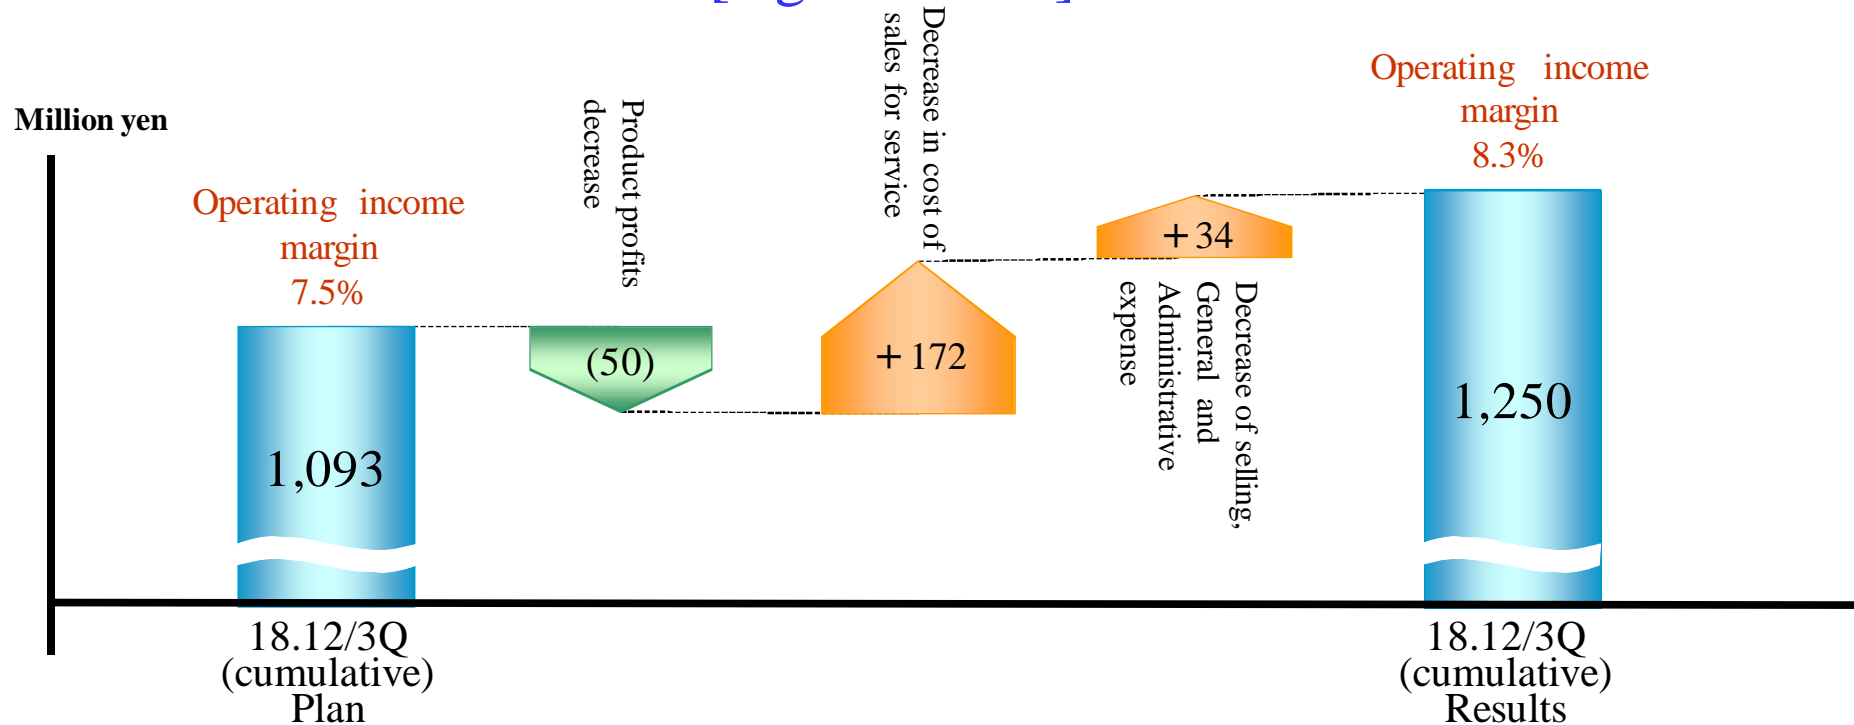 Million yen
Operating income
margin
7.5%
1,093
18.12/3Q
(cumulative)
Plan
Product profits
decrease
(50)
Decrease in cost of
sales for service
+172
+34
Decrease of selling,
General and
Administrative
expense
Operating income
margin
8.3%
1,250
18.12/3Q
(cumulative)
Results